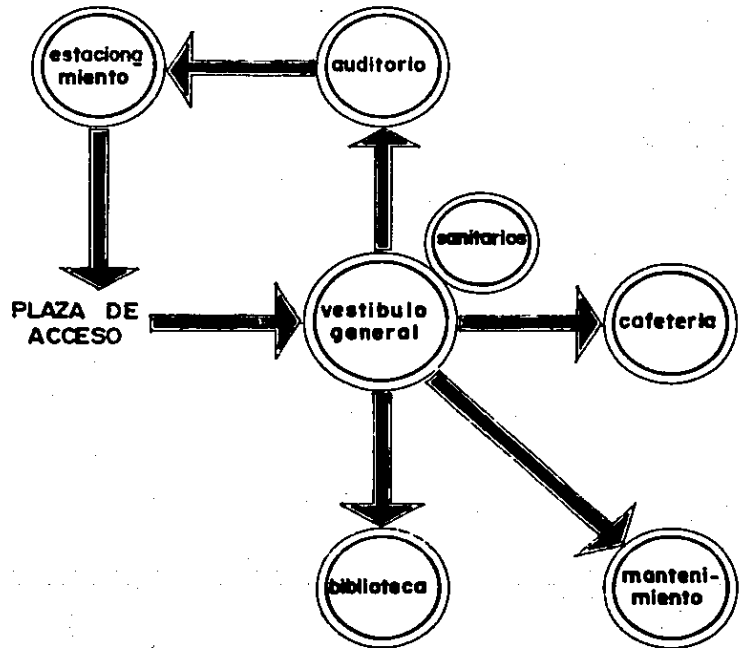 estaciona
miento
auditorio
sanitarios
PLAZA DE
ACCESO
vestibulo
general
cafeteria
biblioteca
manteni-
miento